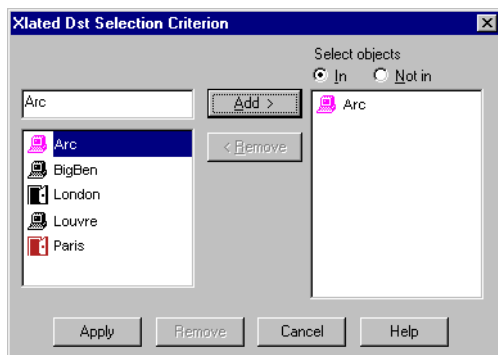 Xlated Dst Selection Criterion
Select objects
In
Not in
Arc
Add >
Arc
< Remove
Arc
BigBen
London
Louvre
Paris
Apply
Remove
Cancel
Help